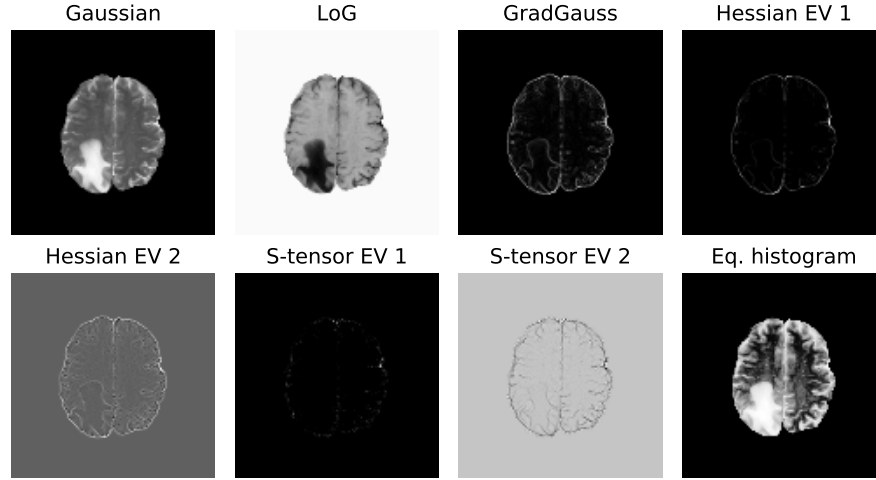 Gaussian
LoG
GradGauss
Hessian EV 1
Hessian EV 2
S-tensor EV 1
S-tensor EV 2
Eq. histogram